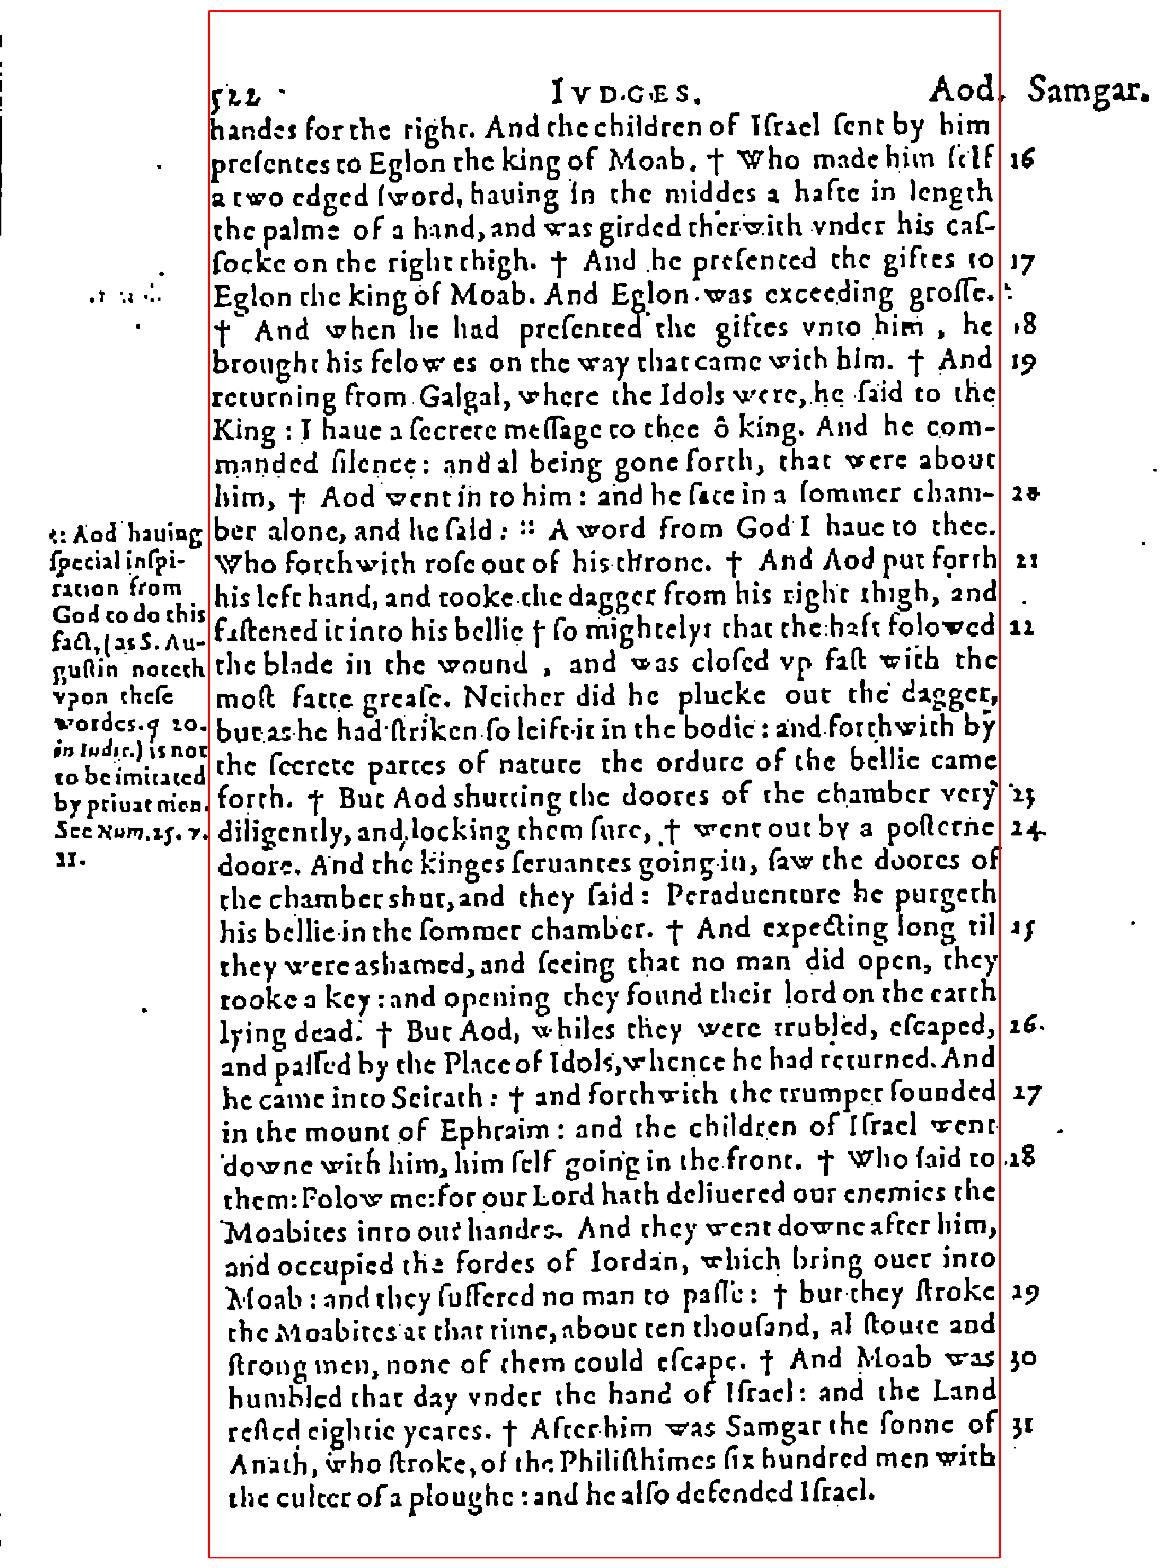 522 IVDGES. Aod. Samgar.
handes for the right. And the children of Iſrael ſent by him
preſentes to Eglon the king of Moab. † Who made him ſelf 16
a two edged ſword, hauing in the middes a hafte in length
the palme of a hand, and was girded therwith vnder his caſ-
ſocke on the right thigh. † And he preſented the giftes to 17
Eglon the king of Moab. And Eglon was exceeding groſſe.
† And when he had preſented the giftes vnto him, he 18
brought his felowes on the way that came with him. † And 19
returning from Galgal, where the Idols were, he ſaid to the
King: I haue a ſecrete meſſage to thee ô king. And he com-
manded ſilence: and al being gone forth, that were about
him, † Aod went in to him: and he ſate in a ſommer cham- 20
ber alone, and he ſaid: :: A word from God I haue to thee.
Who forthwith roſe out of his throne. † And Aod put forth 21
his left hand, and tooke the dagger from his right thigh, and
faſtened it into his bellie † ſo mightely that the haft folowed 22
the blade in the wound, and was cloſed vp faſt with the
moſt fatte greaſe. Neither did he plucke out the dagger,
but as he had ſtriken ſo leift it in the bodie: and forthwith by
the ſecrete partes of nature the ordure of the bellie came
forth. † But Aod shutting the doores of the chamber very 23
diligently, and locking them ſure, † went out by a poſterne 24
doore. And the kinges ſeruantes going in, ſaw the doores of
the chamber shut, and they ſaid: Peraduenture he purgeth
his bellie in the ſommer chamber. † And expecting long til 25
they were ashamed, and ſeeing that no man did open, they
tooke a key: and opening they found their lord on the earth
lying dead. † But Aod, whiles they were trubled, eſcaped, 26.
and paſſed by the Place of Idols, whence he had returned. And
he came into Seirath: † and forthwith the trumpet ſounded 27
in the mount of Ephraim: and the children of Iſrael went
downe with him, him ſelf going in the front. † Who ſaid to 28
them: Folow me: for our Lord hath deliuered our enemies the
Moabites into our handes. And they went downe after him,
and occupied the fordes of Iordan, which bring ouer into
Moab: and they ſuffered no man to paſſe: † but they ſtroke 29
the Moabites at that time, about ten thouſand, al ſtoute and
ſtrong men, none of them could eſcape. † And Moab was 30
humbled that day vnder the hand of Iſrael: and the Land
reſted eightie yeares. † After him was Samgar the ſonne of 31
Anath, who ſtroke, of the Philiſthimes ſix hundred men with
the culter of a ploughe: and he alſo defended Iſrael.
:: Aod hauing
ſpecial inſpi-
ration from
God to do this
fact, (as S. Au-
guſtin noteth
vpon theſe
wordes. q 20.
in Iudic.) is not
to be imitated
by priuat men.
See Num. 25. v.
11.